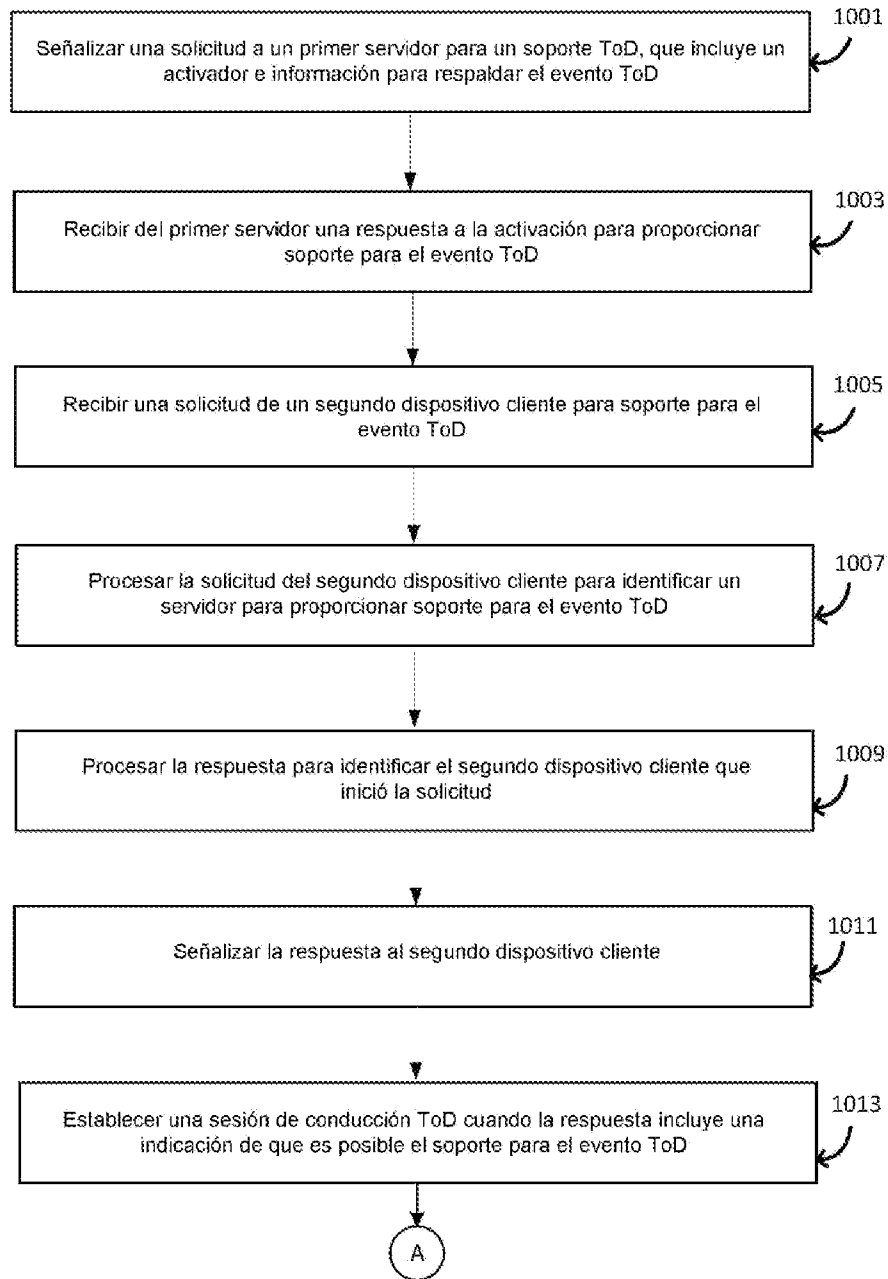 1001
Señalizar una solicitud a un primer servidor para un soporte ToD, que incluye un
activador e información para respaldar el evento ToD
1003
Recibir del primer servidor una respuesta a la activación para proporcionar
soporte para el evento ToD
1005
Recibir una solicitud de un segundo dispositivo cliente para soporte para el
evento ToD
1007
Procesar la solicitud del segundo dispositivo cliente para identificar un
servidor para proporcionar soporte para el evento ToD
1009
Procesar la respuesta para identificar el segundo dispositivo cliente que
inició la solicitud
1011
Señalizar la respuesta al segundo dispositivo cliente
1013
Establecer una sesión de conducción ToD cuando la respuesta incluye una
indicación de que es posible el soporte para el evento ToD
A